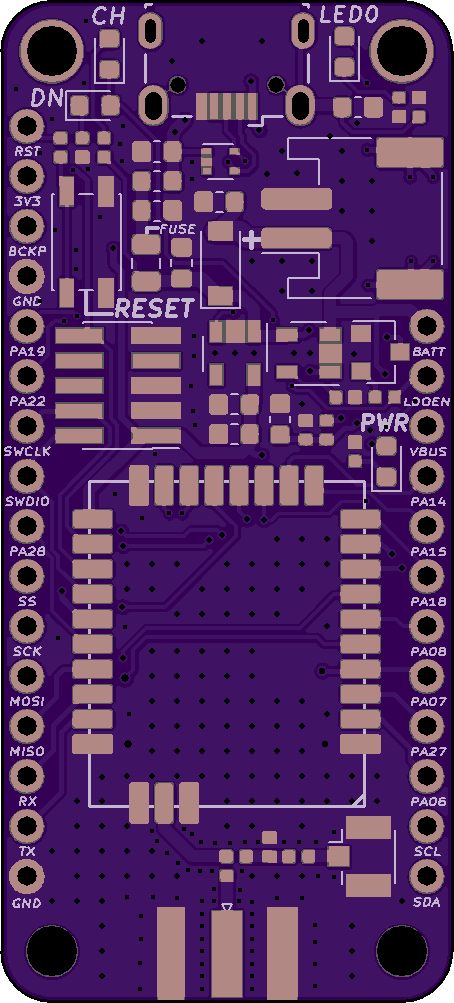 CH
LED0
DN
RST
3V3
FUSE
BCKP
+
GND
RESET
PA19
BATT
PA22
LDOEN
PWR
SWCLK
VBUS
SWDIO
PA14
PA28
PA15
SS
PA18
SCK
PA08
MOSI
PA07
MISO
PA27
RX
PA06
TX
SCL
GND
SDA